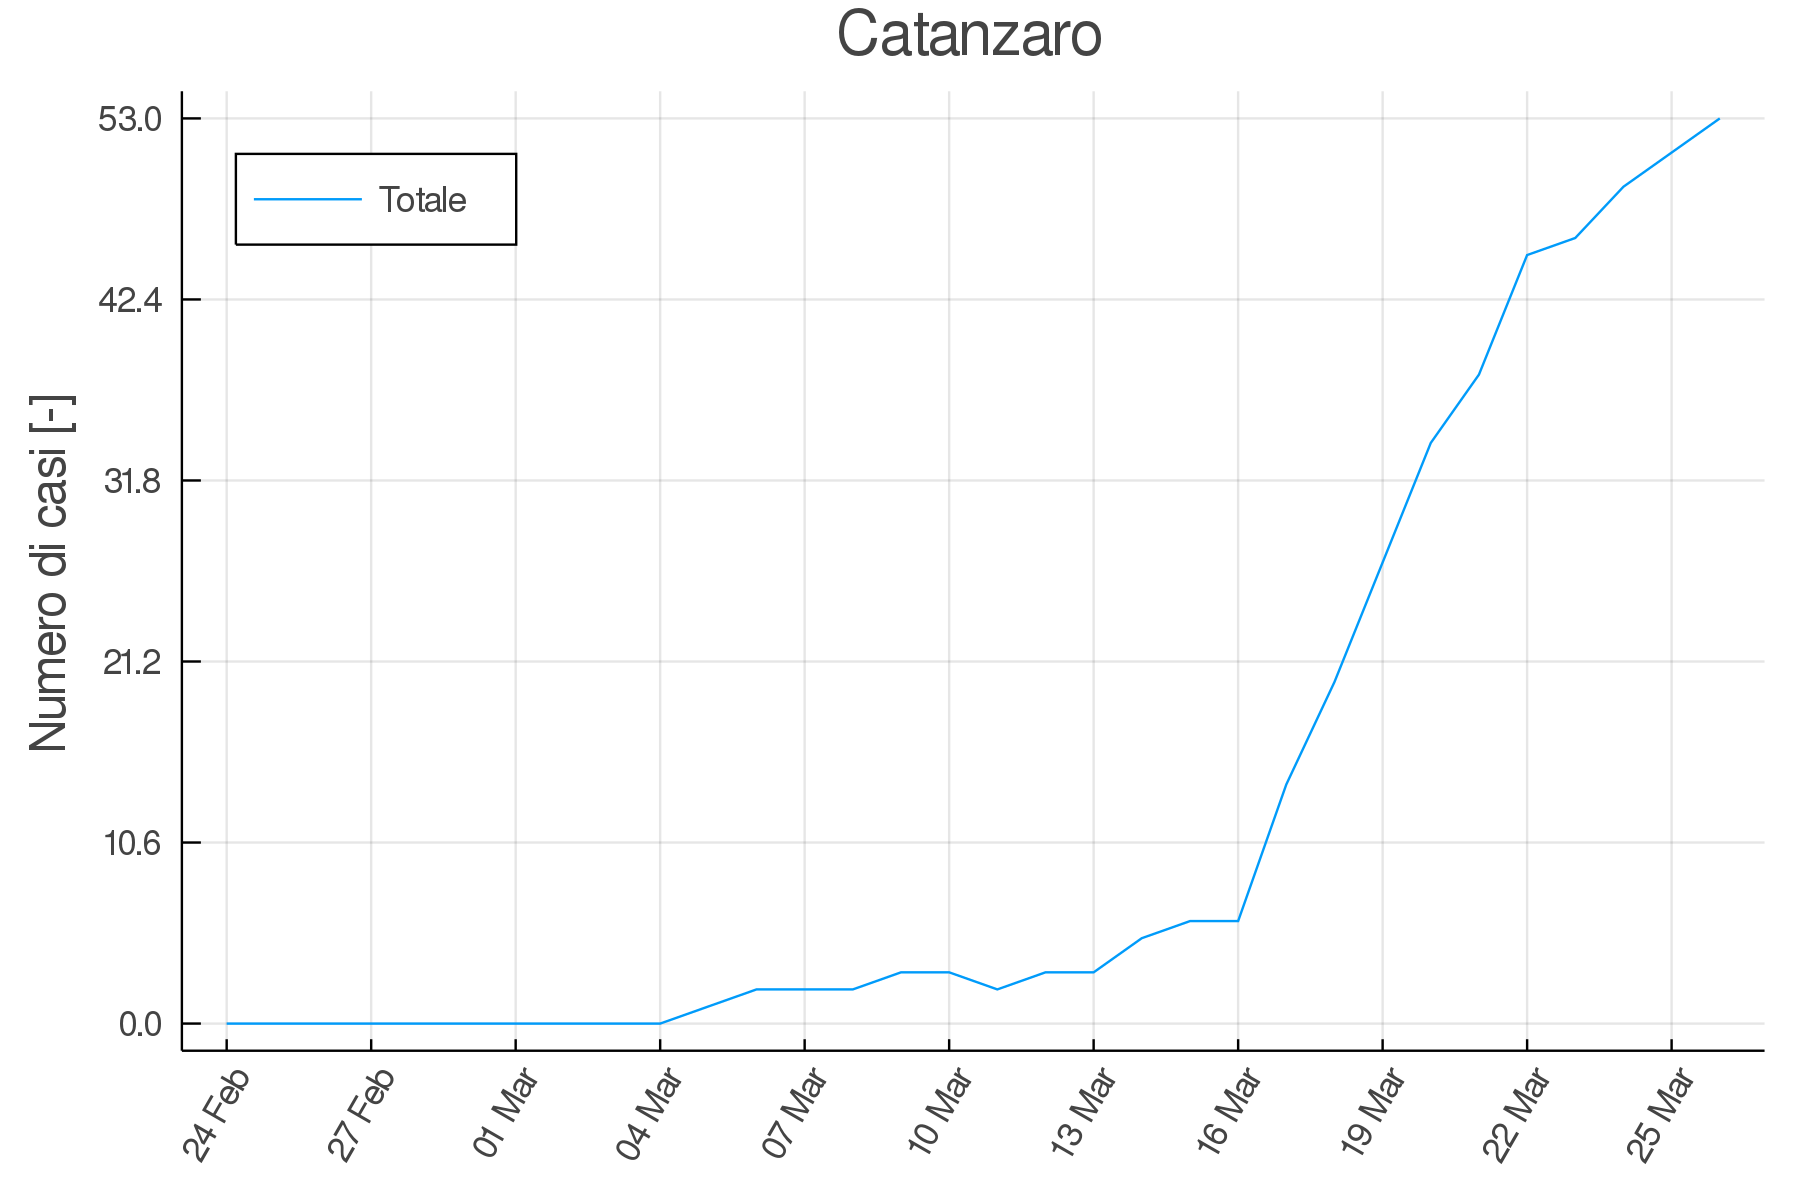 Catanzaro
Numero di casi [-]
53.0
42.4
31.8
21.2
10.6
0.0
Totale
24 Feb
27 Feb
01 Mar
04 Mar
07 Mar
10 Mar
13 Mar
16 Mar
19 Mar
22 Mar
25 Mar